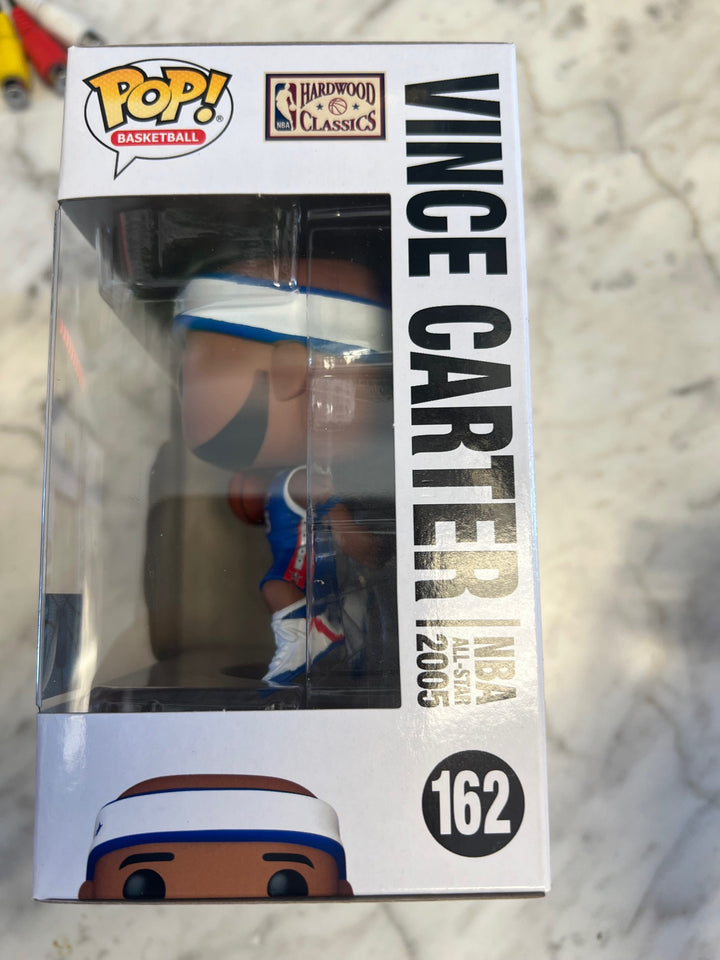 POP!®
BASKETBALL
NBA
HARDWOOD
CLASSICS
VINCE CARTER
NBA
ALL-STAR
2005
162